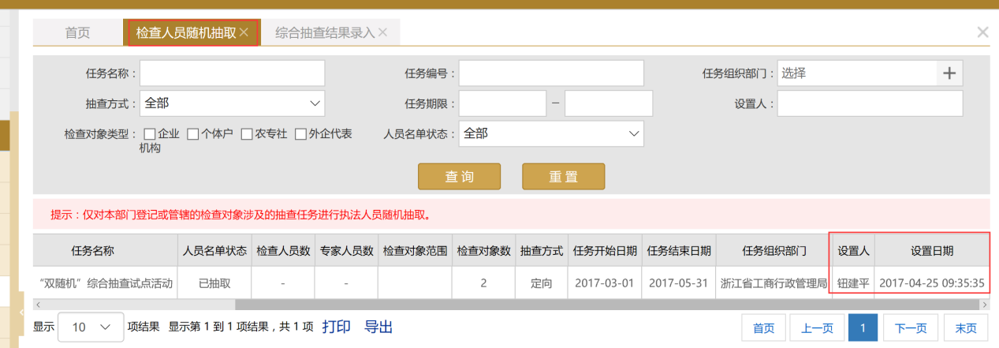 首页 检查人员随机抽取 × 综合抽查结果录入 × ×
任务名称： 任务编号： 任务组织部门： 选择 +
抽查方式： 全部 任务期限： － 设置人：
检查对象类型： 企业 个体户 农专社 外企代表 人员名单状态： 全部
机构
查 询 重 置
提示：仅对本部门登记或管辖的检查对象涉及的抽查任务进行执法人员随机抽取。
任务名称 人员名单状态 检查人员数 专家人员数 检查对象范围 检查对象数 抽查方式 任务开始日期 任务结束日期 任务组织部门 设置人 设置日期
“双随机”综合抽查试点活动 已抽取 - - 2 定向 2017-03-01 2017-05-31 浙江省工商行政管理局 钮建平 2017-04-25 09:35:35
显示 10 项结果 显示第 1 到 1 项结果，共 1 项 打印 导出 首页 上一页 1 下一页 末页